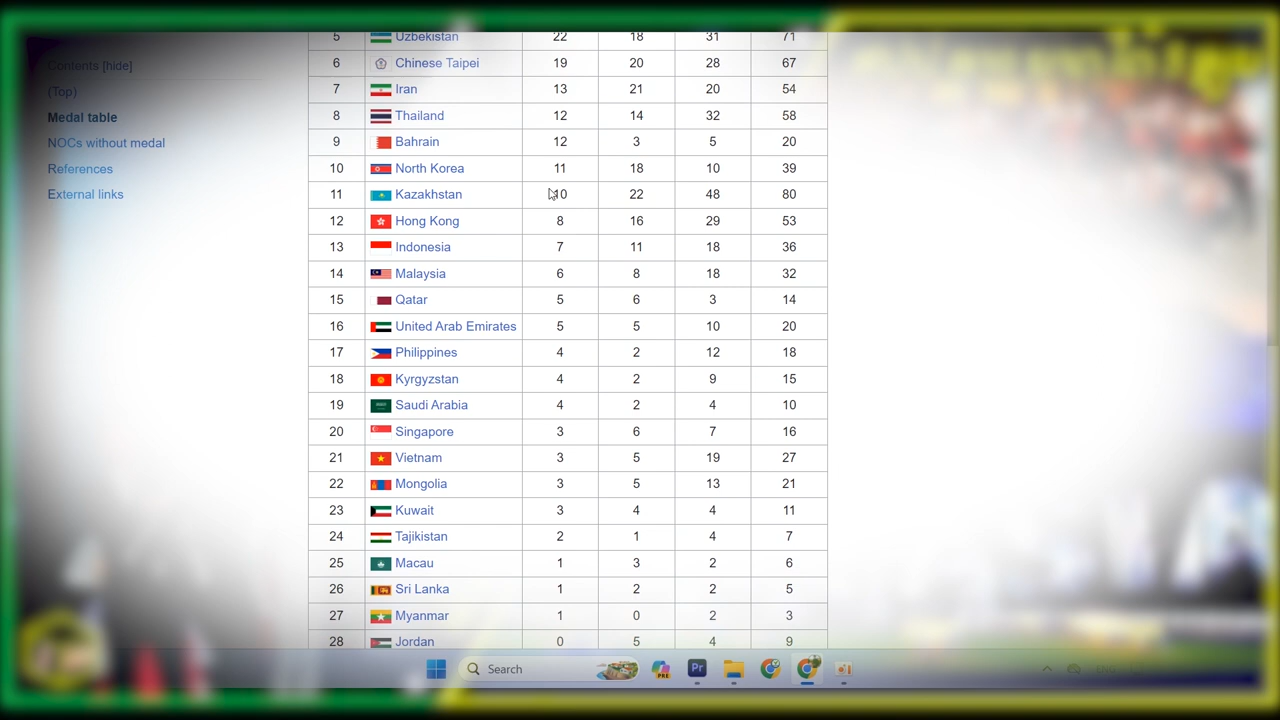 5 Uzbekistan 22 18 31 71
Contents [hide]
6 Chinese Taipei 19 20 28 67
(Top)
7 Iran 13 21 20 54
Medal table
8 Thailand 12 14 32 58
NOCs without medal
9 Bahrain 12 3 5 20
References
10 North Korea 11 18 10 39
External links
11 Kazakhstan 10 22 48 80
12 Hong Kong 8 16 29 53
13 Indonesia 7 11 18 36
14 Malaysia 6 8 18 32
15 Qatar 5 6 3 14
16 United Arab Emirates 5 5 10 20
17 Philippines 4 2 12 18
18 Kyrgyzstan 4 2 9 15
19 Saudi Arabia 4 2 4 10
20 Singapore 3 6 7 16
21 Vietnam 3 5 19 27
22 Mongolia 3 5 13 21
23 Kuwait 3 4 4 11
24 Tajikistan 2 1 4 7
25 Macau 1 3 2 6
26 Sri Lanka 1 2 2 5
27 Myanmar 1 0 2 3
28 Jordan 0 5 4 9
Search PRE Pr ENG